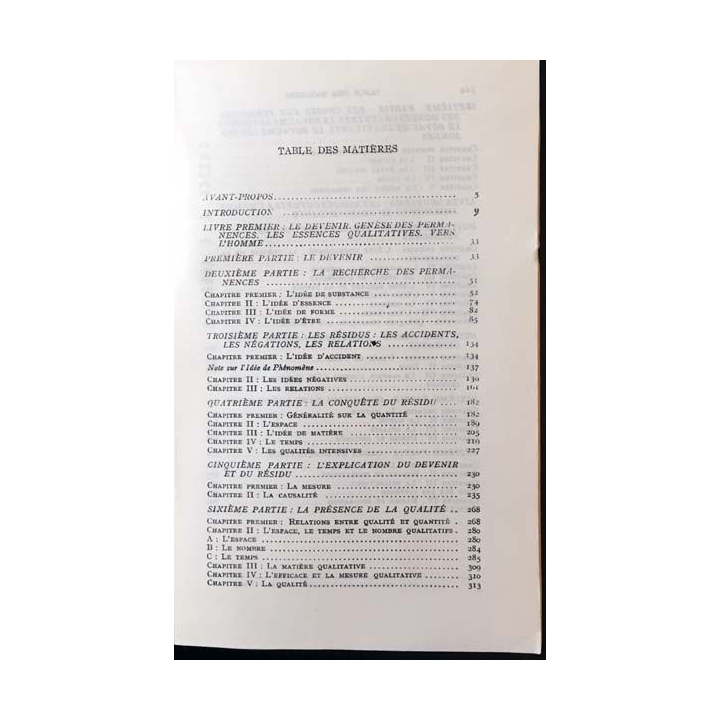 TABLE DES MATIÈRES
AVANT-PROPOS 5
INTRODUCTION 9
LIVRE PREMIER : LE DEVENIR. GENÈSE DES PERMA-
NENCES. LES ESSENCES QUALITATIVES. VERS
L'HOMME 33
PREMIÈRE PARTIE : LE DEVENIR 33
DEUXIÈME PARTIE : LA RECHERCHE DES PERMA-
NENCES 51
CHAPITRE PREMIER : L'IDÉE DE SUBSTANCE 52
CHAPITRE II : L'IDÉE D'ESSENCE 74
CHAPITRE III : L'IDÉE DE FORME 82
CHAPITRE IV : L'IDÉE D'ÊTRE 85
TROISIÈME PARTIE : LES RÉSIDUS : LES ACCIDENTS,
LES NÉGATIONS, LES RELATIONS 134
CHAPITRE PREMIER : L'IDÉE D'ACCIDENT 134
Note sur l'Idée de Phénomène 137
CHAPITRE II : LES IDÉES NÉGATIVES 139
CHAPITRE III : LES RELATIONS 161
QUATRIÈME PARTIE : LA CONQUÊTE DU RÉSIDU 182
CHAPITRE PREMIER : GÉNÉRALITÉ SUR LA QUANTITÉ 182
CHAPITRE II : L'ESPACE 189
CHAPITRE III : L'IDÉE DE MATIÈRE 205
CHAPITRE IV : LE TEMPS 210
CHAPITRE V : LES QUALITÉS INTENSIVES 227
CINQUIÈME PARTIE : L'EXPLICATION DU DEVENIR
ET DU RÉSIDU 230
CHAPITRE PREMIER : LA MESURE 230
CHAPITRE II : LA CAUSALITÉ 235
SIXIÈME PARTIE : LA PRÉSENCE DE LA QUALITÉ .. 268
CHAPITRE PREMIER : RELATIONS ENTRE QUALITÉ ET QUANTITÉ . 268
CHAPITRE II : L'ESPACE, LE TEMPS ET LE NOMBRE QUALITATIFS . 280
A : L'ESPACE 280
B : LE NOMBRE 284
C : LE TEMPS 285
CHAPITRE III : LA MATIÈRE QUALITATIVE 309
CHAPITRE IV : L'EFFICACE ET LA MESURE QUALITATIVE 310
CHAPITRE V : LA QUALITÉ 313